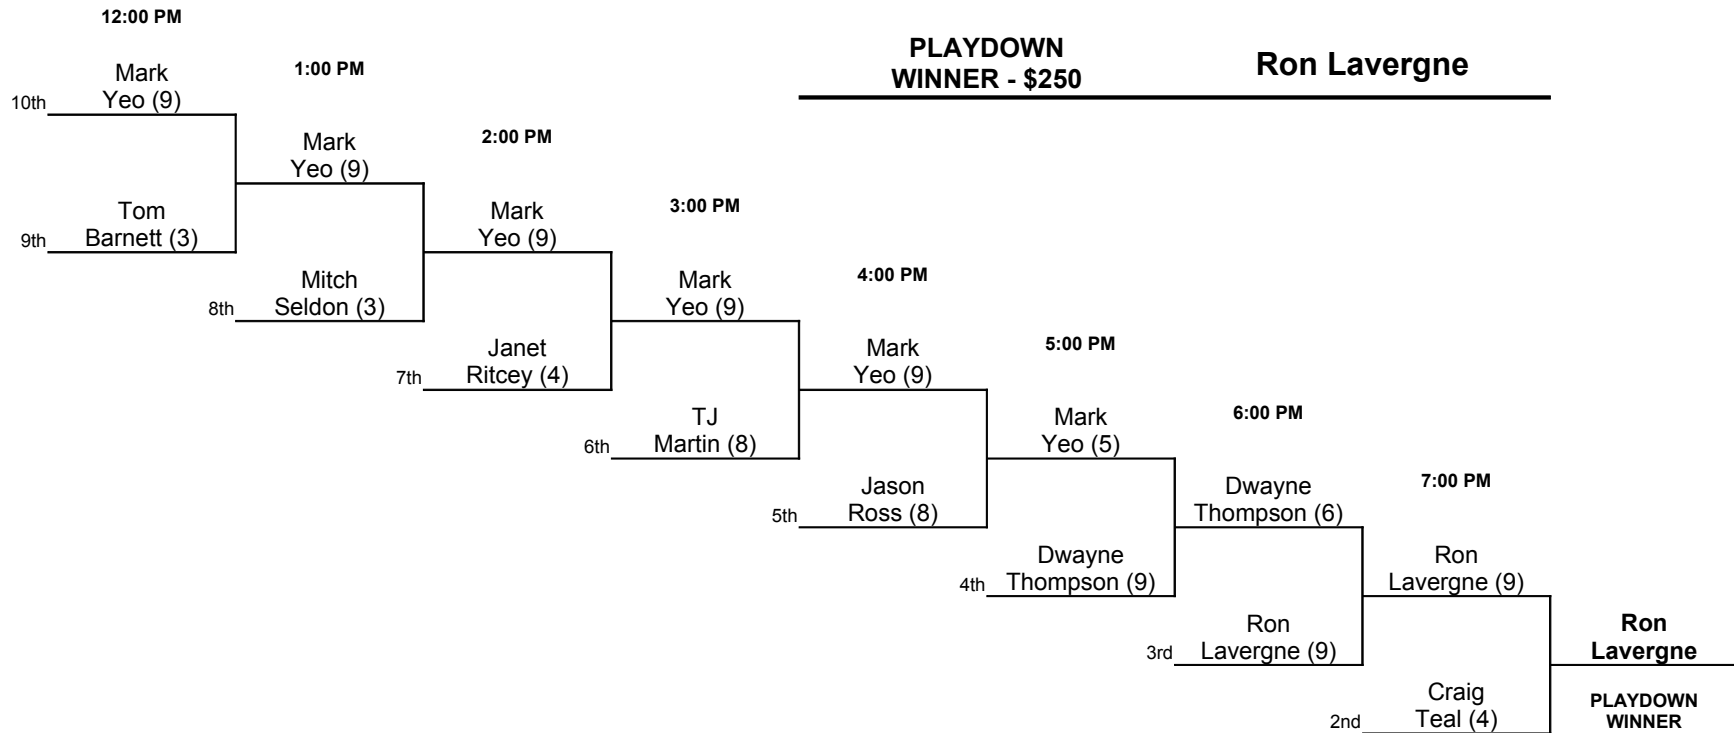 12:00 PM
PLAYDOWN
WINNER - $250
Ron Lavergne
Mark
Yeo (9)
1:00 PM
10th
Mark
Yeo (9)
2:00 PM
Tom
Barnett (3)
9th
Mark
Yeo (9)
3:00 PM
Mitch
Seldon (3)
8th
Mark
Yeo (9)
4:00 PM
Janet
Ritcey (4)
7th
Mark
Yeo (9)
5:00 PM
TJ
Martin (8)
6th
Mark
Yeo (5)
6:00 PM
Jason
Ross (8)
5th
Dwayne
Thompson (6)
7:00 PM
Dwayne
Thompson (9)
4th
Ron
Lavergne (9)
Ron
Lavergne (9)
3rd
Ron
Lavergne
Craig
Teal (4)
2nd
PLAYDOWN
WINNER